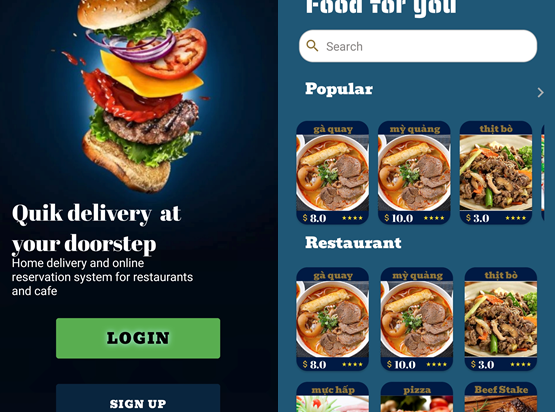 Quik delivery at
your doorstep
Home delivery and online
reservation system for restaurants
and cafe
LOGIN
SIGN UP
Food for you
Search
Popular
gà quay
mỳ quảng
thịt bò
$ 8.0
$ 10.0
$ 3.0
Restaurant
gà quay
mỳ quảng
thịt bò
$ 8.0
$ 10.0
$ 3.0
mực hấp
pizza
Beef Stake